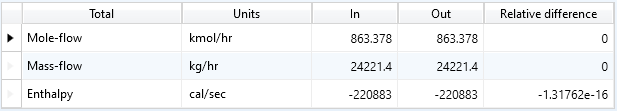 Total Units In Out Relative difference
Mole-flow kmol/hr 863.378 863.378 0
Mass-flow kg/hr 24221.4 24221.4 0
Enthalpy cal/sec -220883 -220883 -1.31762e-16